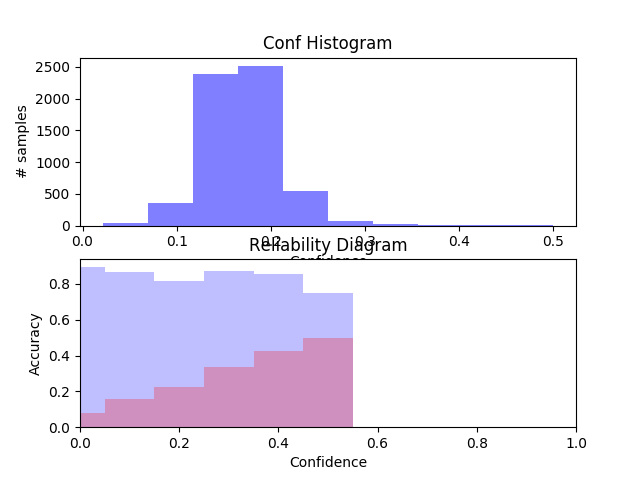 Conf Histogram
2500
2000
1500
1000
500
0
# samples
0.0 0.1 0.2 0.3 0.4 0.5
Confidence
Reliability Diagram
0.8
0.6
0.4
0.2
0.0
Accuracy
0.0 0.2 0.4 0.6 0.8 1.0
Confidence